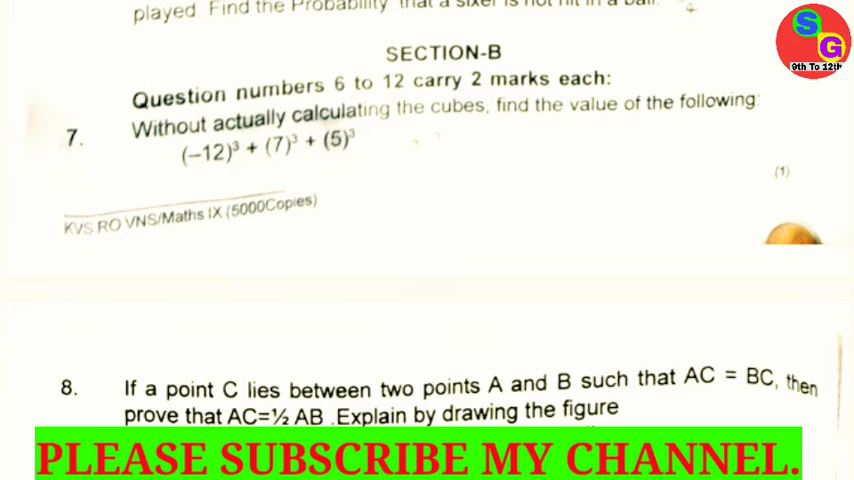 played. Find the Probability that a sixer is not hit in a ball.
SECTION-B
Question numbers 6 to 12 carry 2 marks each:
7. Without actually calculating the cubes, find the value of the following:
(–12)³ + (7)³ + (5)³
(1)
KVS RO VNS/Maths IX (5000Copies)
8. If a point C lies between two points A and B such that AC = BC, then
prove that AC=½ AB .Explain by drawing the figure
PLEASE SUBSCRIBE MY CHANNEL.
SG
9th To 12th